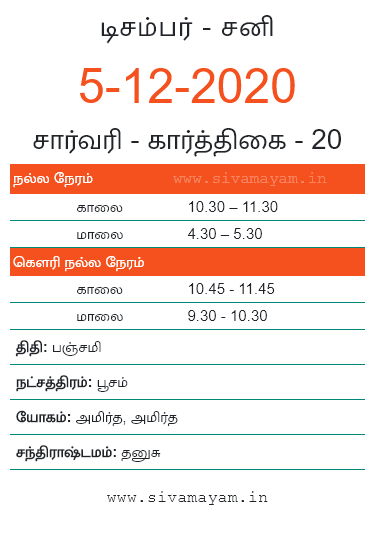 டிசம்பர் - சனி
5-12-2020
சார்வரி - கார்த்திகை - 20
நல்ல நேரம் www.sivamayam.in
காலை 10.30 – 11.30
மாலை 4.30 – 5.30
கௌரி நல்ல நேரம்
காலை 10.45 - 11.45
மாலை 9.30 - 10.30
திதி: பஞ்சமி
நட்சத்திரம்: பூசம்
யோகம்: அமிர்த, அமிர்த
சந்திராஷ்டமம்: தனுசு
www.sivamayam.in